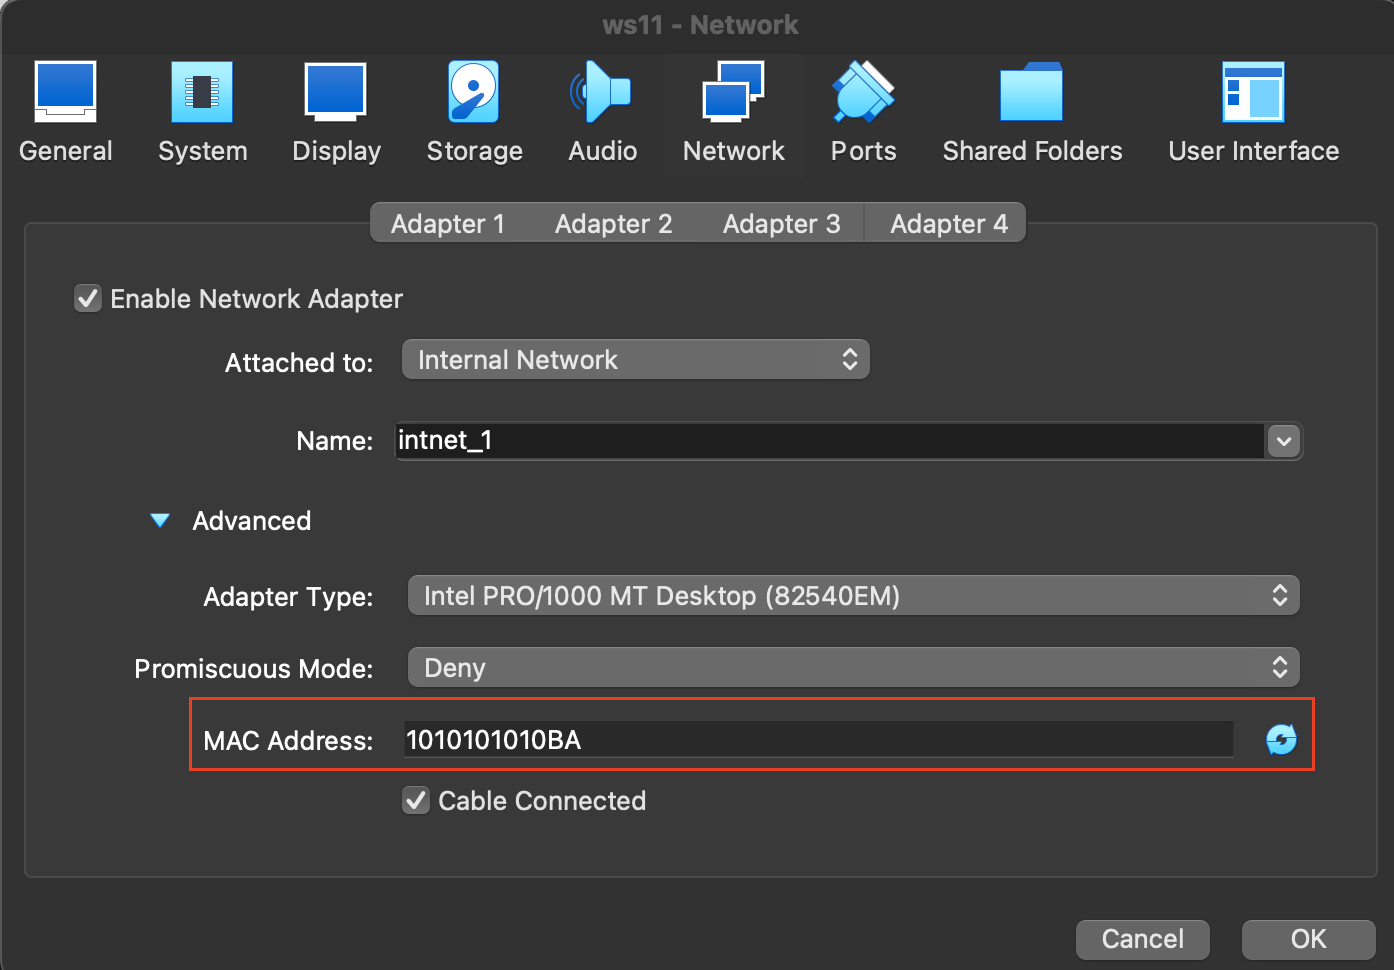 ws11 - Network
General System Display Storage Audio Network Ports Shared Folders User Interface
Adapter 1 Adapter 2 Adapter 3 Adapter 4
Enable Network Adapter
Attached to: Internal Network
Name: intnet_1
Advanced
Adapter Type: Intel PRO/1000 MT Desktop (82540EM)
Promiscuous Mode: Deny
MAC Address: 1010101010BA
Cable Connected
Cancel OK